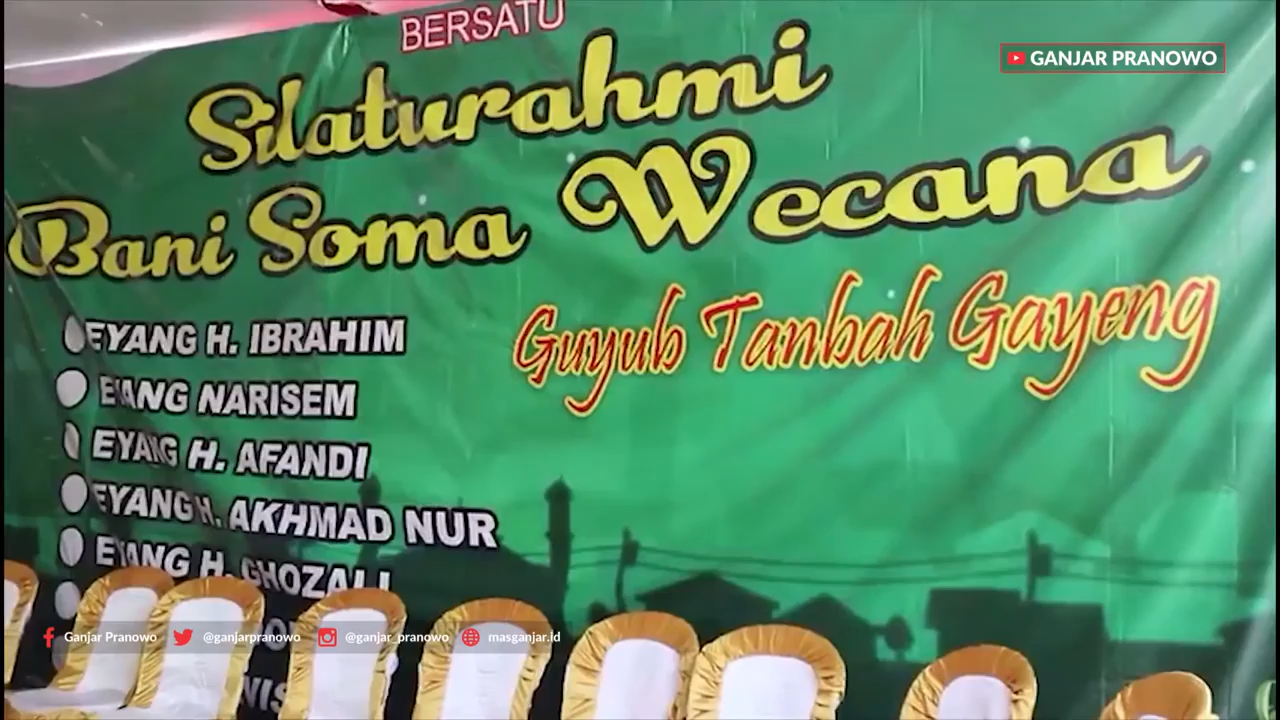 BERSATU
GANJAR PRANOWO
Silaturahmi
Bani Soma Wecana
Guyub Tanbah Gayeng
EYANG H. IBRAHIM
EYANG NARISEM
EYANG H. AFANDI
EYANG H. AKHMAD NUR
EYANG H. GHOZALI
Ganjar Pranowo @ganjarpranowo @ganjar_pranowo masganjar.id